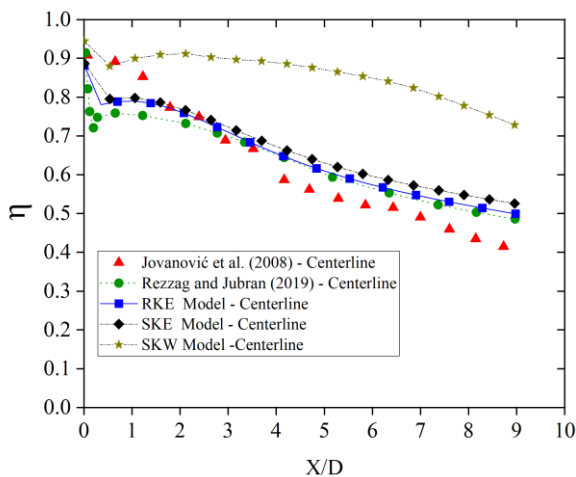 1.0
0.9
0.8
0.7
0.6
0.5
0.4
0.3
0.2
0.1
0.0
η
Jovanović et al. (2008) - Centerline
Rezzag and Jubran (2019) - Centerline
RKE Model - Centerline
SKE Model - Centerline
SKW Model -Centerline
0 1 2 3 4 5 6 7 8 9 10
X/D